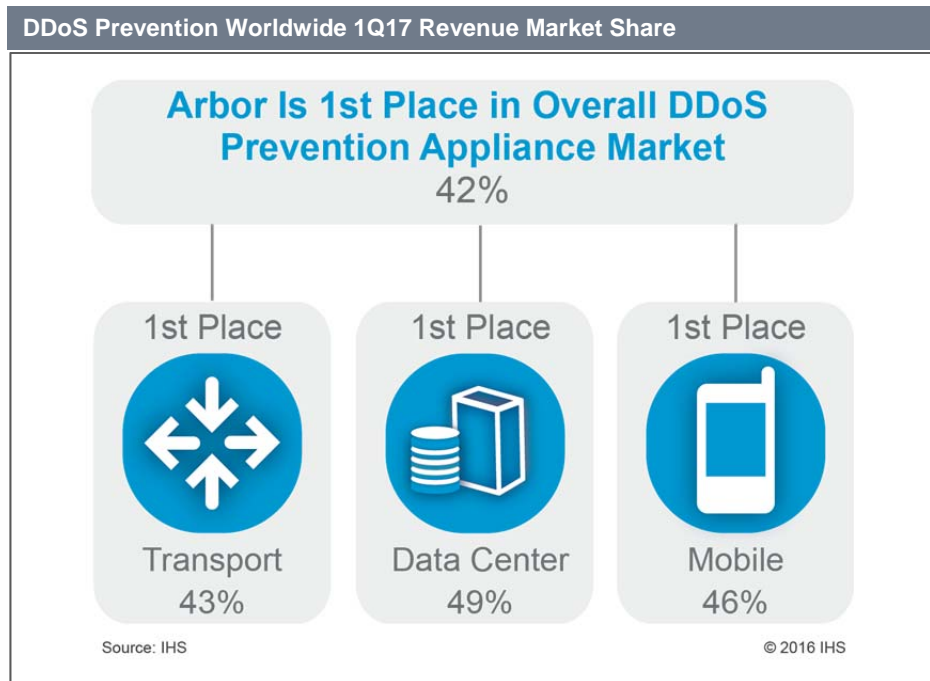 DDoS Prevention Worldwide 1Q17 Revenue Market Share
Arbor Is 1st Place in Overall DDoS
Prevention Appliance Market
42%
1st Place
Transport
43%
1st Place
Data Center
49%
1st Place
Mobile
46%
Source: IHS
© 2016 IHS